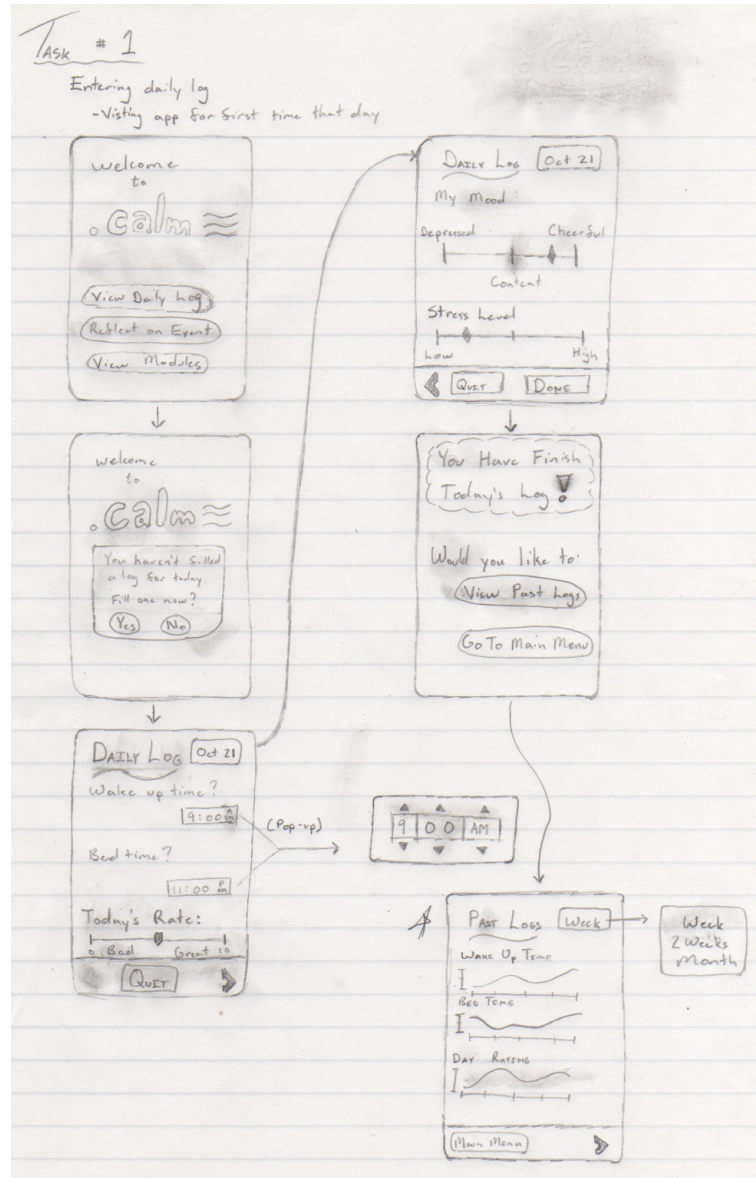 Task # 1
Entering daily log
-Visting app for first time that day
welcome
to
.calm
View Daily Log
Reflect on Event
View Modules
welcome
to
.calm
You haven't filled
a log for today.
Fill one now?
Yes No
Daily Log Oct 21
Wake up time?
9:00 AM
Bed time?
11:00 PM
Today's Rate:
0 Bad Great 10
Quit
(Pop-up)
9 00 AM
Daily Log Oct 21
My Mood
Depressed Cheerful
Content
Stress Level
Low High
Quit Done
You Have Finish
Today's Log!
Would you like to:
View Past Logs
Go To Main Menu
Past Logs Week
Week
2 Weeks
Month
Wake Up Time
Bed Time
Day Rating
Main Menu